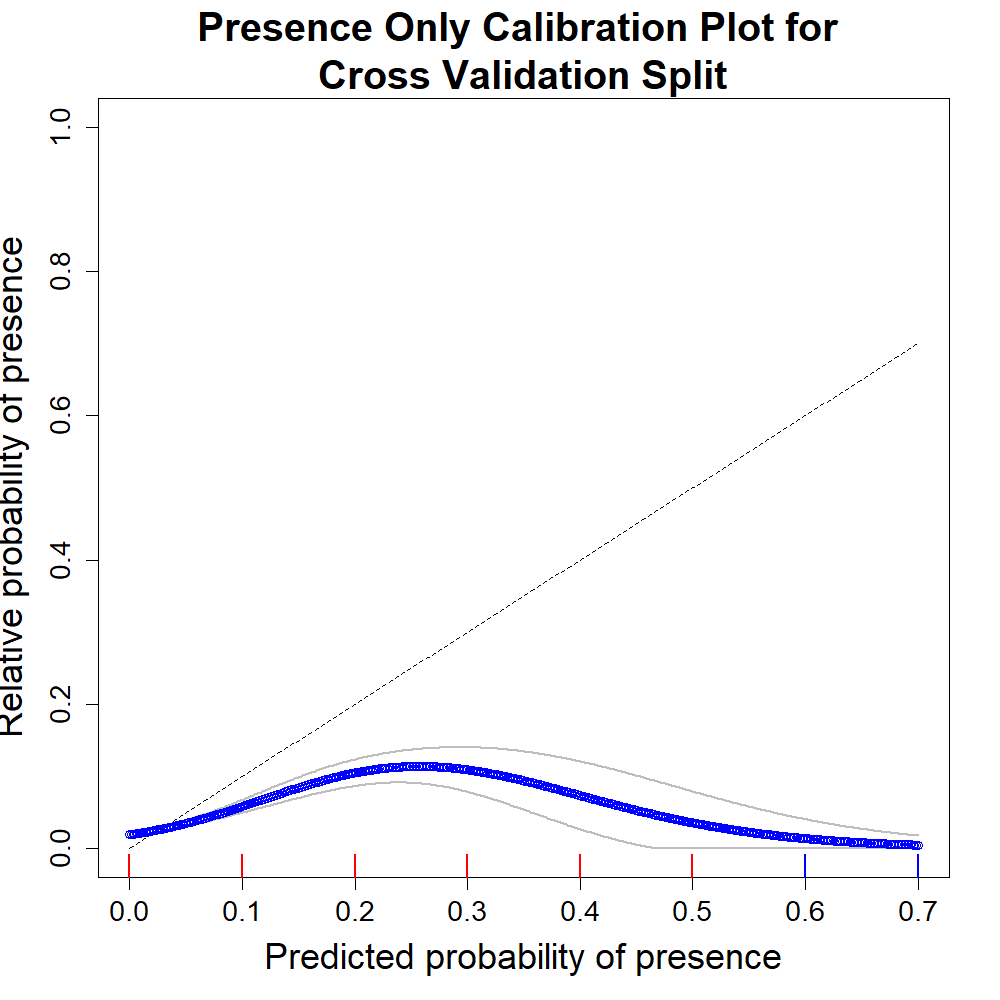 Presence Only Calibration Plot for
Cross Validation Split
1.0
0.8
0.6
0.4
0.2
0.0
Relative probability of presence
0.0 0.1 0.2 0.3 0.4 0.5 0.6 0.7
Predicted probability of presence